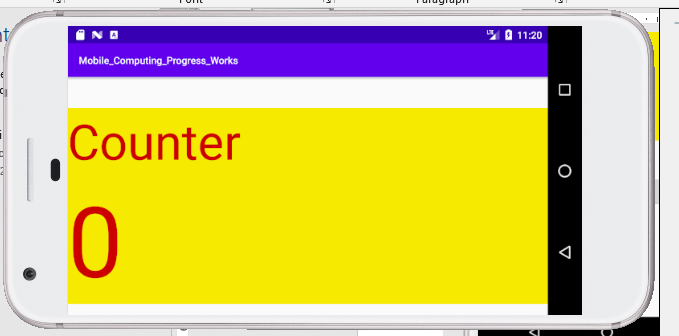 Font
Paragraph
11:20
Mobile_Computing_Progress_Works
Counter
0